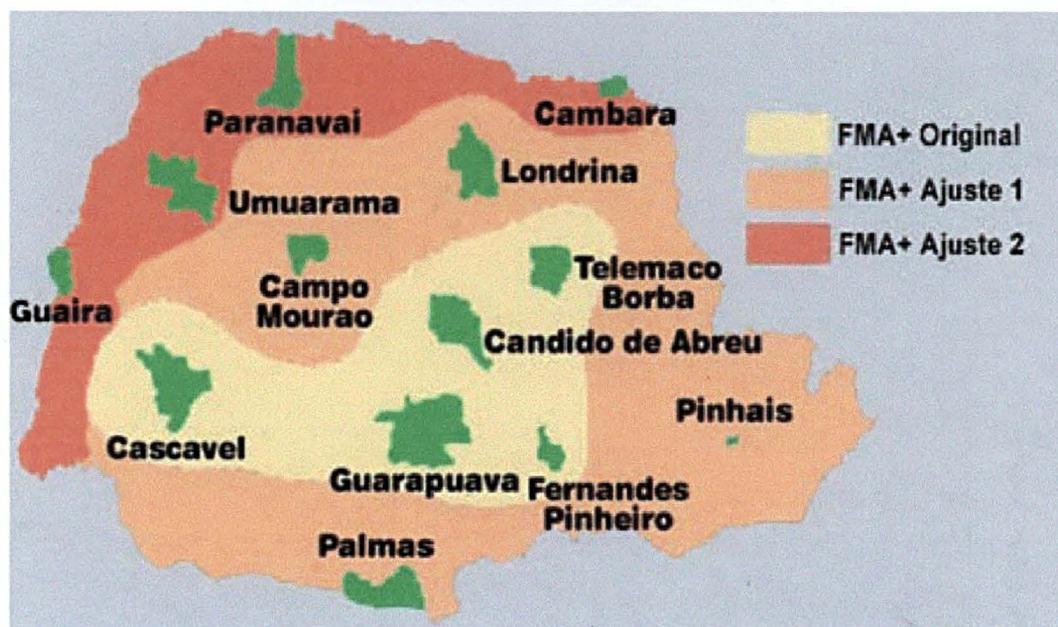 Paranavai
Cambara
FMA+ Original
Londrina
FMA+ Ajuste 1
Umuarama
FMA+ Ajuste 2
Campo
Mourao
Telemaco
Borba
Guaira
Candido de Abreu
Pinhais
Cascavel
Guarapuava
Fernandes
Pinheiro
Palmas